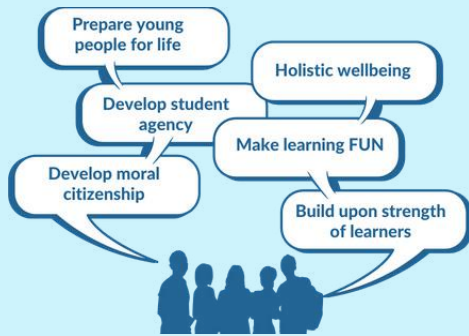 Prepare young
people for life
Holistic wellbeing
Develop student
agency
Make learning FUN
Develop moral
citizenship
Build upon strength
of learners